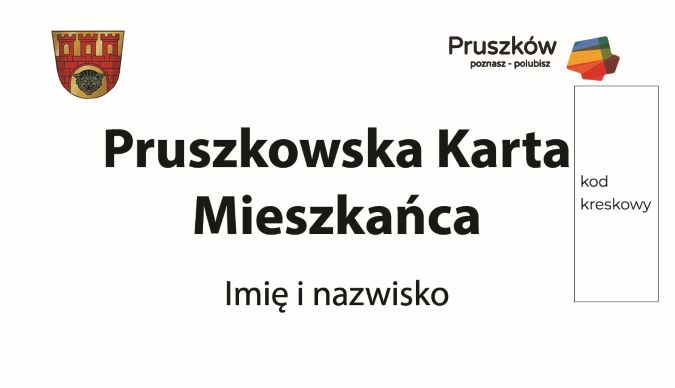 Pruszków
poznasz - polubisz
Pruszkowska Karta
Mieszkańca
kod
kreskowy
Imię i nazwisko